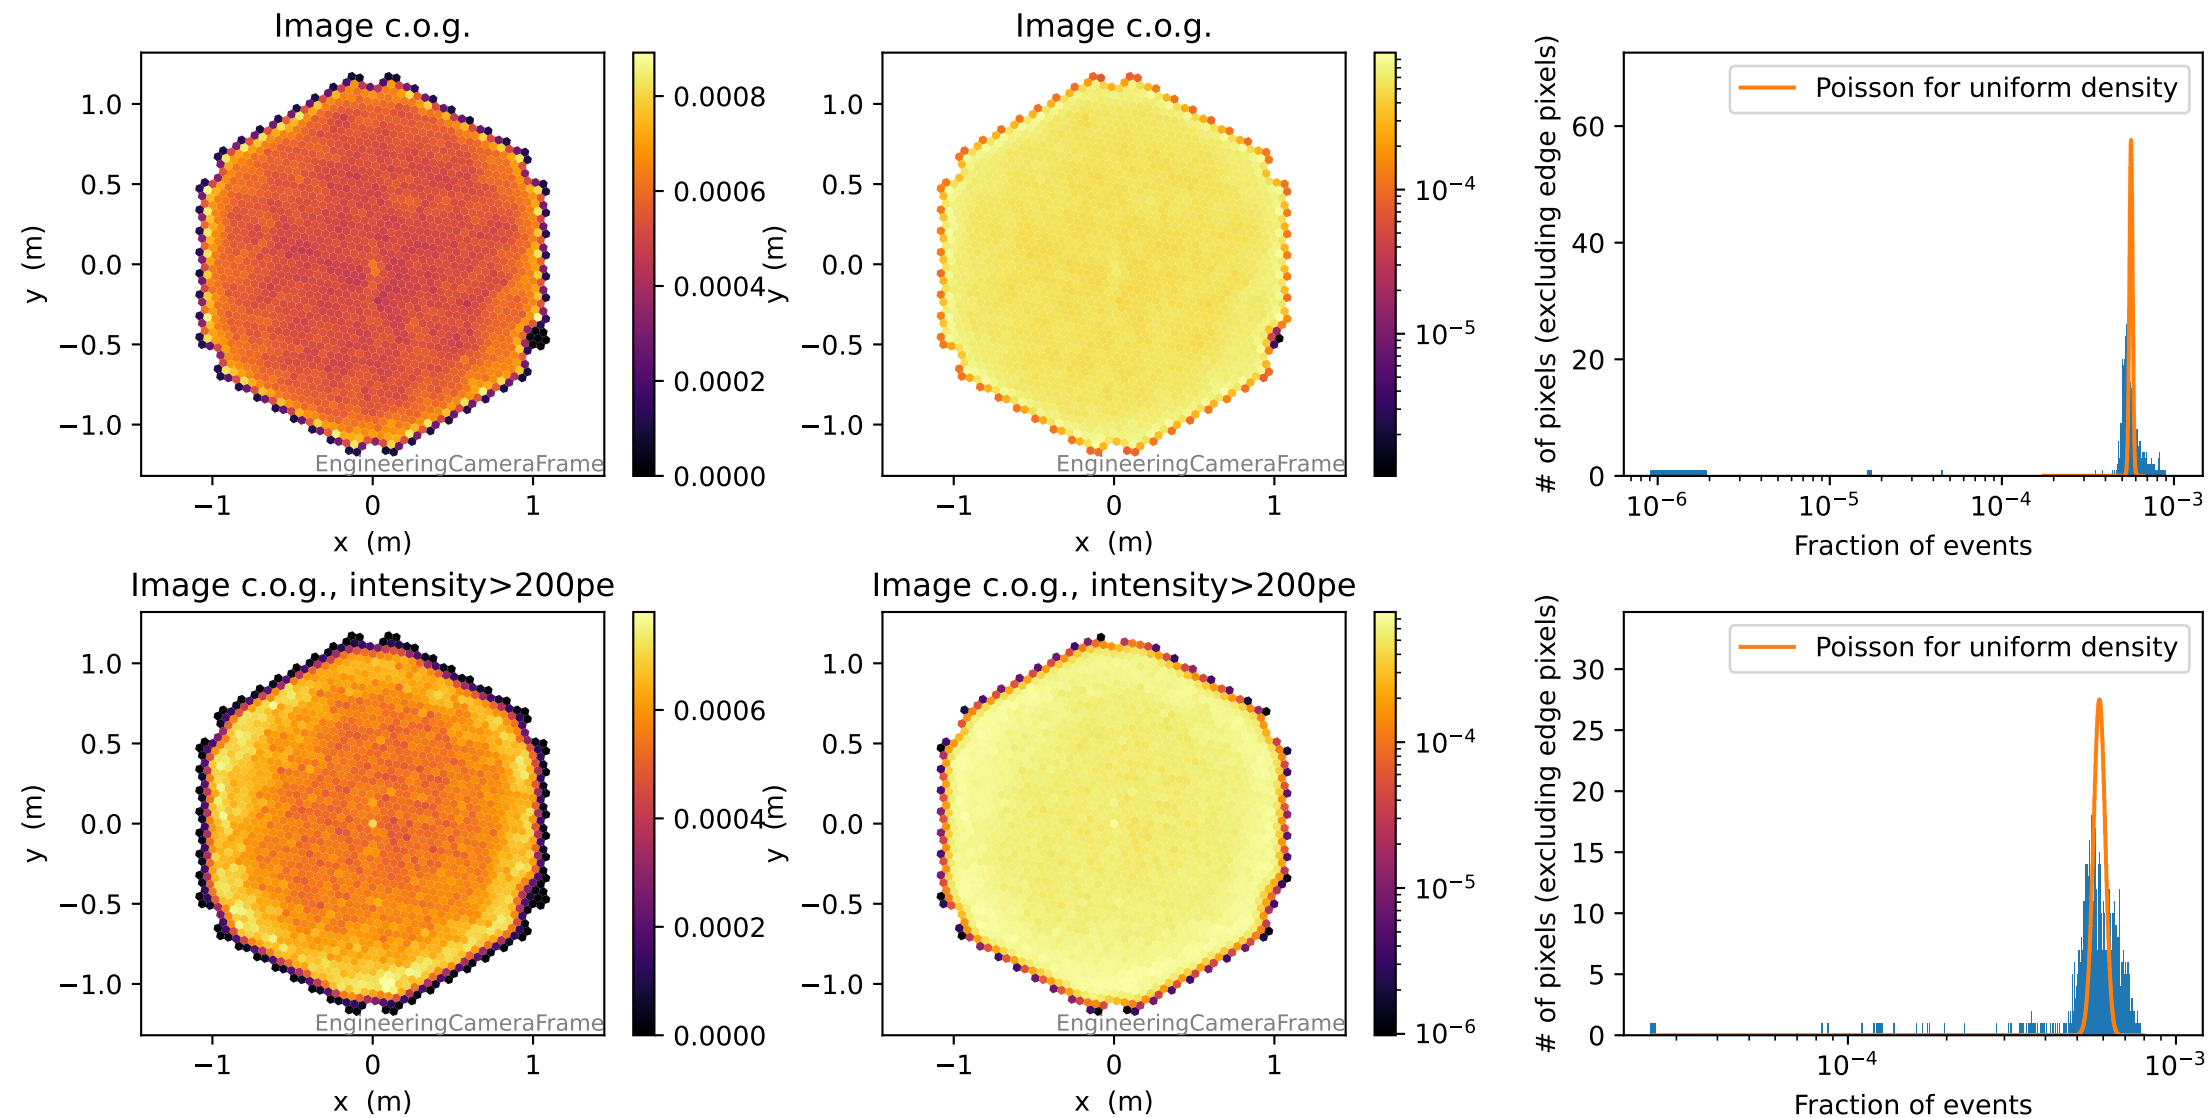 Image c.o.g.
1.0
0.5
0.0
−0.5
−1.0
y (m)
−1
0
1
x (m)
EngineeringCameraFrame
0.0008
0.0006
0.0004
0.0002
0.0000
Image c.o.g.
1.0
0.5
0.0
−0.5
−1.0
y (m)
−1
0
1
x (m)
EngineeringCameraFrame
10−4
10−5
# of pixels (excluding edge pixels)
60
40
20
0
Poisson for uniform density
10−6
10−5
10−4
10−3
Fraction of events
Image c.o.g., intensity>200pe
1.0
0.5
0.0
−0.5
−1.0
y (m)
−1
0
1
x (m)
EngineeringCameraFrame
0.0006
0.0004
0.0002
0.0000
Image c.o.g., intensity>200pe
1.0
0.5
0.0
−0.5
−1.0
y (m)
−1
0
1
x (m)
EngineeringCameraFrame
10−4
10−5
10−6
# of pixels (excluding edge pixels)
30
25
20
15
10
5
0
Poisson for uniform density
10−4
10−3
Fraction of events